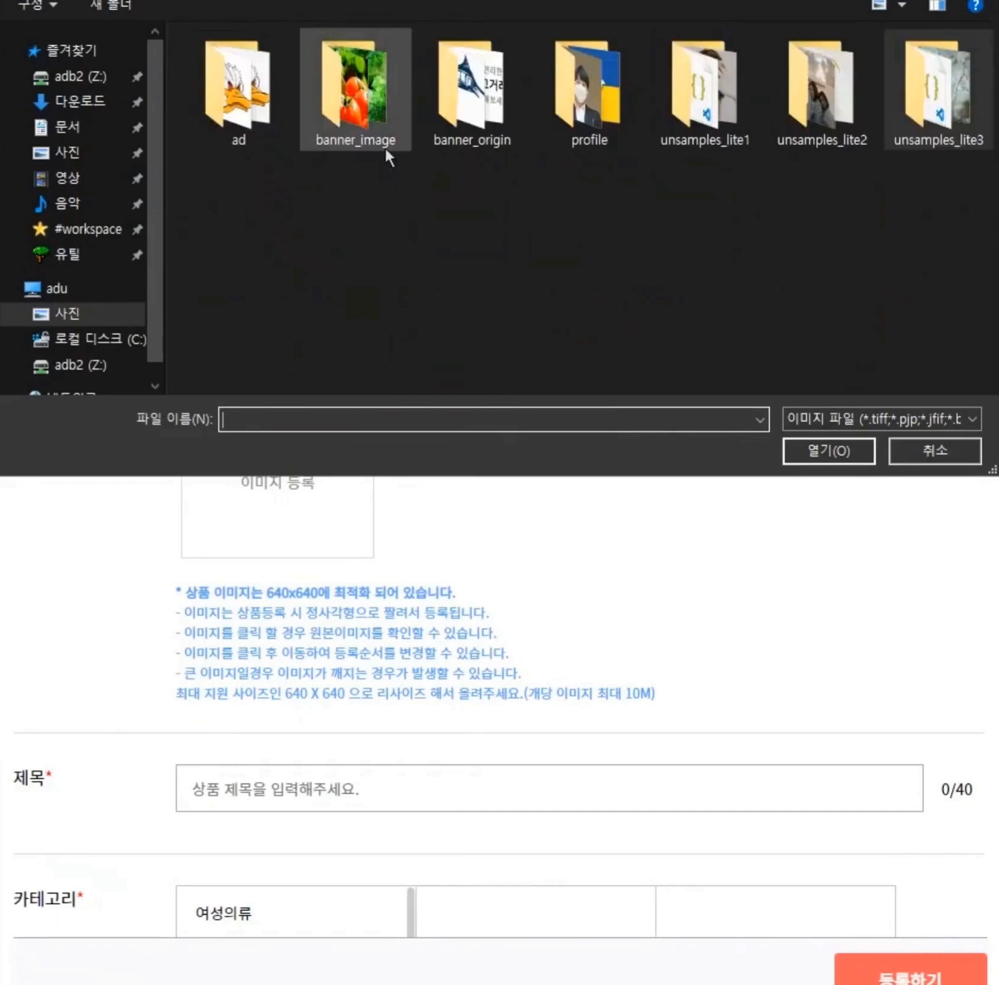 구성
새 폴더
즐겨찾기
adb2 (Z:)
다운로드
문서
사진
영상
음악
#workspace
유틸
adu
사진
로컬 디스크 (C:)
adb2 (Z:)
ad
banner_image
banner_origin
profile
unsamples_lite1
unsamples_lite2
unsamples_lite3
파일 이름(N):
이미지 파일 (*.tiff;*.pjp;*.jfif;*.b
열기(O)
취소
이미지 등록
* 상품 이미지는 640x640에 최적화 되어 있습니다.
- 이미지는 상품등록 시 정사각형으로 짤려서 등록됩니다.
- 이미지를 클릭 할 경우 원본이미지를 확인할 수 있습니다.
- 이미지를 클릭 후 이동하여 등록순서를 변경할 수 있습니다.
- 큰 이미지일경우 이미지가 깨지는 경우가 발생할 수 있습니다.
최대 지원 사이즈인 640 X 640 으로 리사이즈 해서 올려주세요.(개당 이미지 최대 10M)
제목*
상품 제목을 입력해주세요.
0/40
카테고리*
여성의류
등록하기